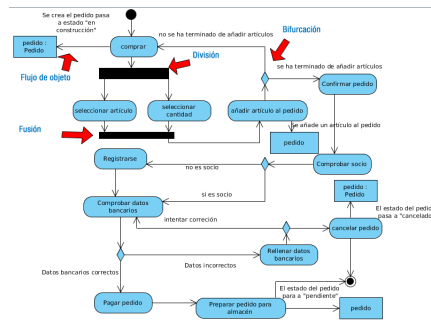 Se crea el pedido pasa
a estado "en
construcción"
no se ha terminado de añadir artículos
Bifurcación
pedido :
Pedido
comprar
División
Flujo de objeto
se ha terminado de añadir artículos
Confirmar pedido
seleccionar artículo
seleccionar
cantidad
añadir artículo al pedido
se añade un artículo al pedido
Fusión
pedido
Registrarse
no es socio
Comprobar socio
si es socio
pedido :
Pedido
Comprobar datos
bancarios
intentar correción
El estado del pedido
pasa a "cancelado
cancelar pedido
Rellenar datos
bancarios
Datos incorrectos
Datos bancarios correctos
El estado del pedido
para a "pendiente"
Pagar pedido
Preparar pedido para
almacén
pedido